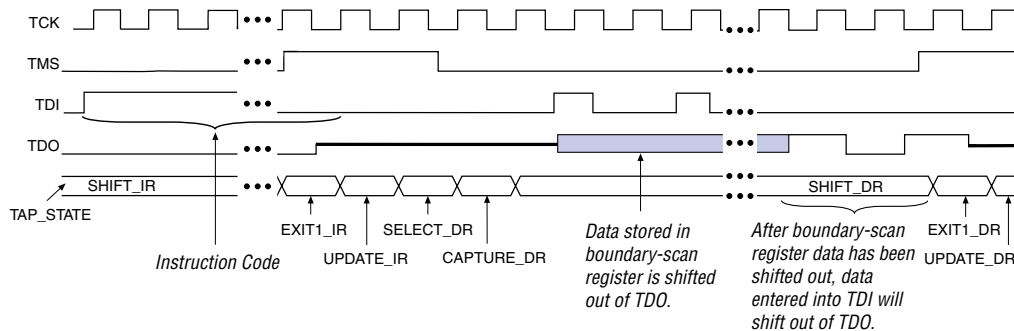 TCK
TMS
TDI
TDO
SHIFT_IR
SHIFT_DR
TAP_STATE
EXIT1_IR
SELECT_DR
EXIT1_DR
UPDATE_IR
CAPTURE_DR
UPDATE_DR
Instruction Code
Data stored in
boundary-scan
register is shifted
out of TDO.
After boundary-scan
register data has been
shifted out, data
entered into TDI will
shift out of TDO.